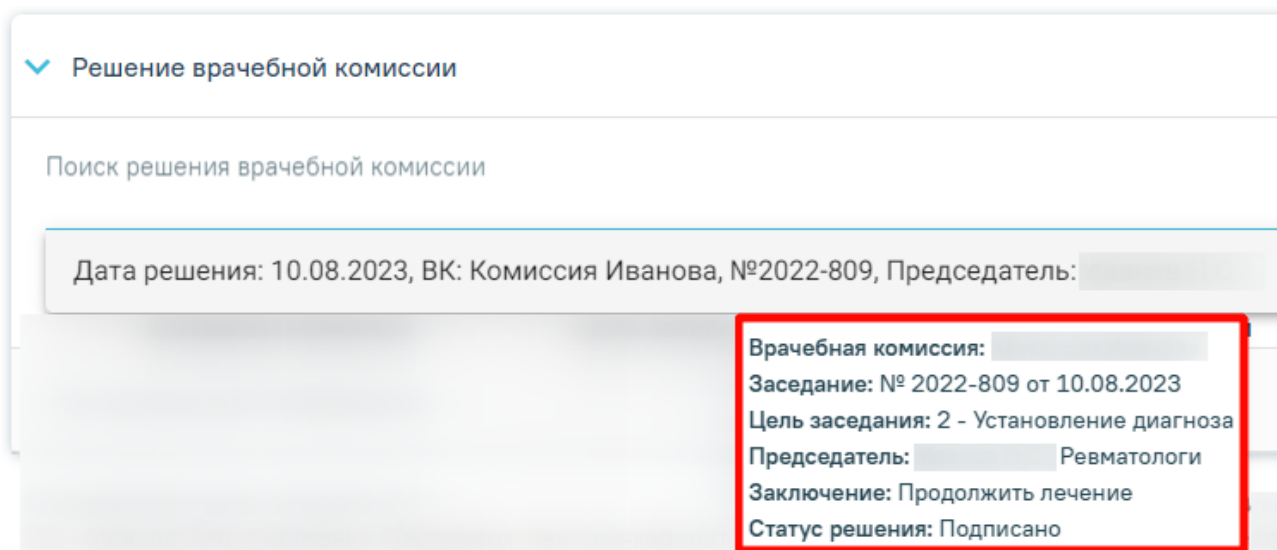 Решение врачебной комиссии
Поиск решения врачебной комиссии
Дата решения: 10.08.2023, ВК: Комиссия Иванова, №2022-809, Председатель:
Врачебная комиссия:
Заседание: № 2022-809 от 10.08.2023
Цель заседания: 2 - Установление диагноза
Председатель: Ревматологи
Заключение: Продолжить лечение
Статус решения: Подписано